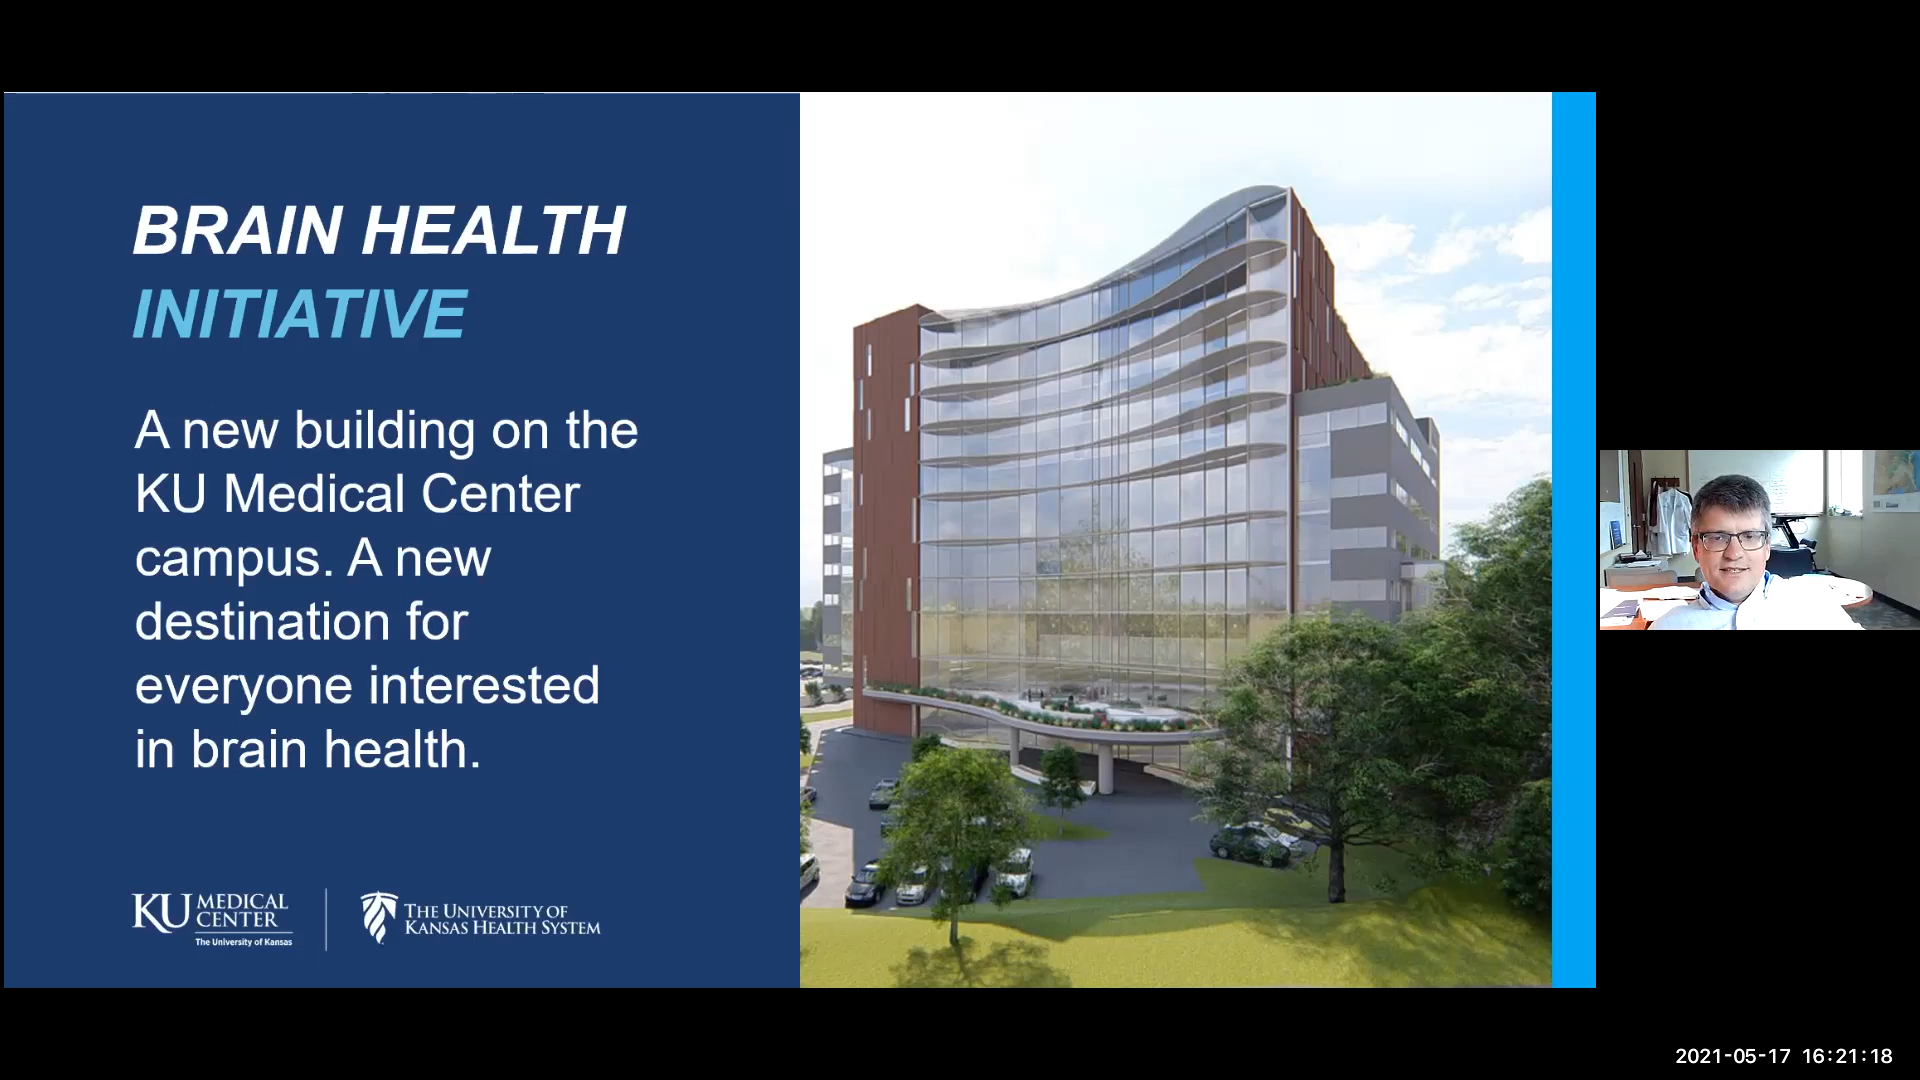 BRAIN HEALTH
INITIATIVE
A new building on the
KU Medical Center
campus. A new
destination for
everyone interested
in brain health.
KU MEDICAL
CENTER
The University of Kansas
THE UNIVERSITY OF
KANSAS HEALTH SYSTEM
2021-05-17 16:21:18